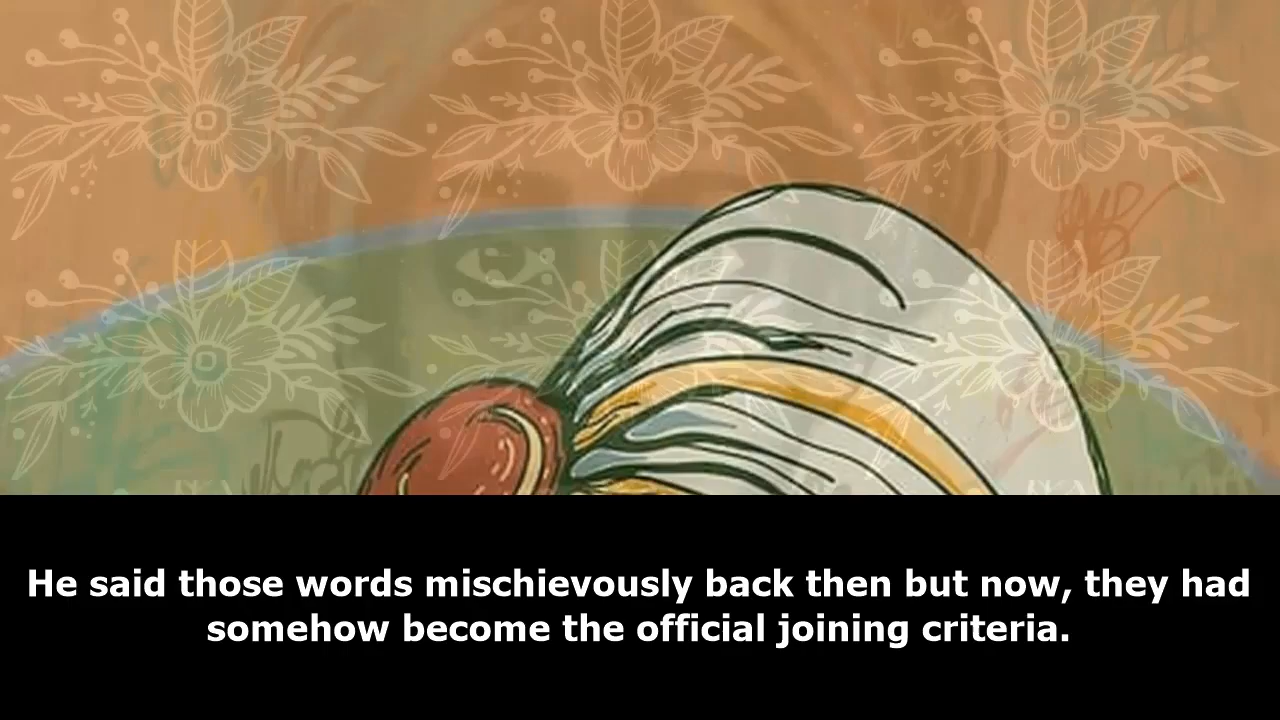 He said those words mischievously back then but now, they had
somehow become the official joining criteria.